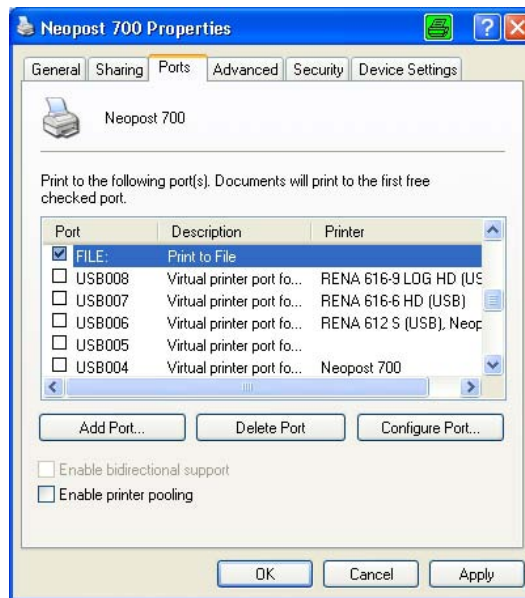 Neopost 700 Properties
General Sharing Ports Advanced Security Device Settings
Neopost 700
Print to the following port(s). Documents will print to the first free
checked port.
Port Description Printer
FILE: Print to File
USB008 Virtual printer port fo... RENA 616-9 LOG HD (US
USB007 Virtual printer port fo... RENA 616-6 HD (USB)
USB006 Virtual printer port fo... RENA 612 S (USB), Neop
USB005 Virtual printer port fo...
USB004 Virtual printer port fo... Neopost 700
Add Port... Delete Port Configure Port...
Enable bidirectional support
Enable printer pooling
OK Cancel Apply